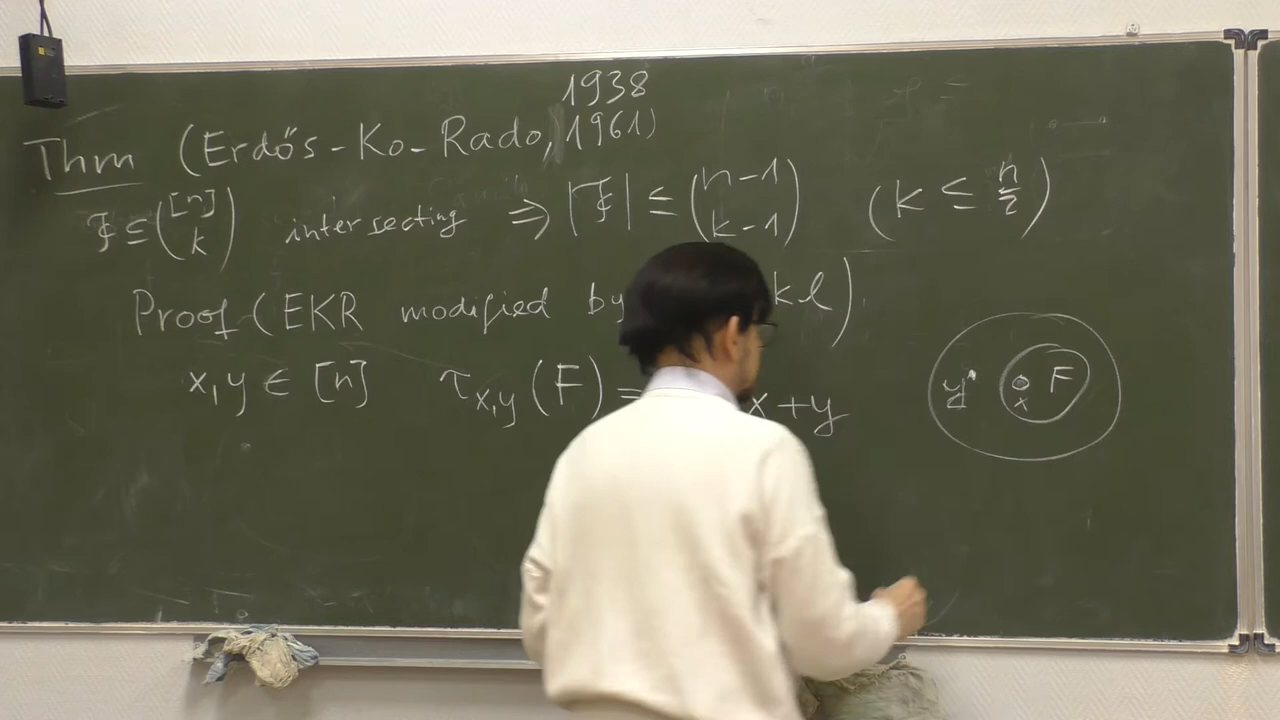 1938
Thm (Erdős-Ko-Rado, 1961)
𝓕 ⊆ ([n] k) intersecting ⇒ |𝓕| ≤ (n-1 k-1) (k ≤ n/2)
Proof (EKR modified by kl)
x,y ∈ [n] τx,y(F) = x+y
y x F